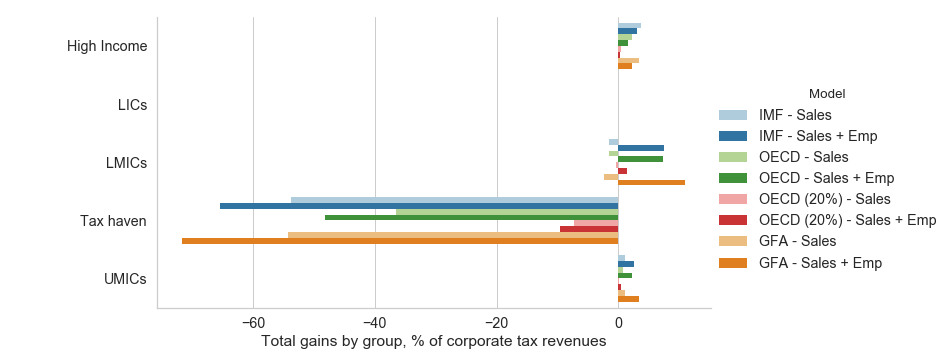 High Income
LICs
LMICs
Tax haven
UMICs
−60
−40
−20
0
Total gains by group, % of corporate tax revenues
Model
IMF - Sales
IMF - Sales + Emp
OECD - Sales
OECD - Sales + Emp
OECD (20%) - Sales
OECD (20%) - Sales + Emp
GFA - Sales
GFA - Sales + Emp